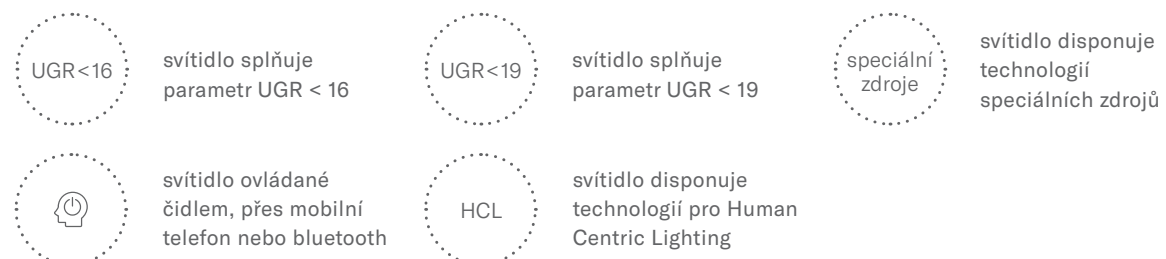 UGR<16
svítidlo splňuje
parametr UGR < 16
UGR<19
svítidlo splňuje
parametr UGR < 19
speciální
zdroje
svítidlo disponuje
technologií
speciálních zdrojů
svítidlo ovládané
čidlem, přes mobilní
telefon nebo bluetooth
HCL
svítidlo disponuje
technologií pro Human
Centric Lighting